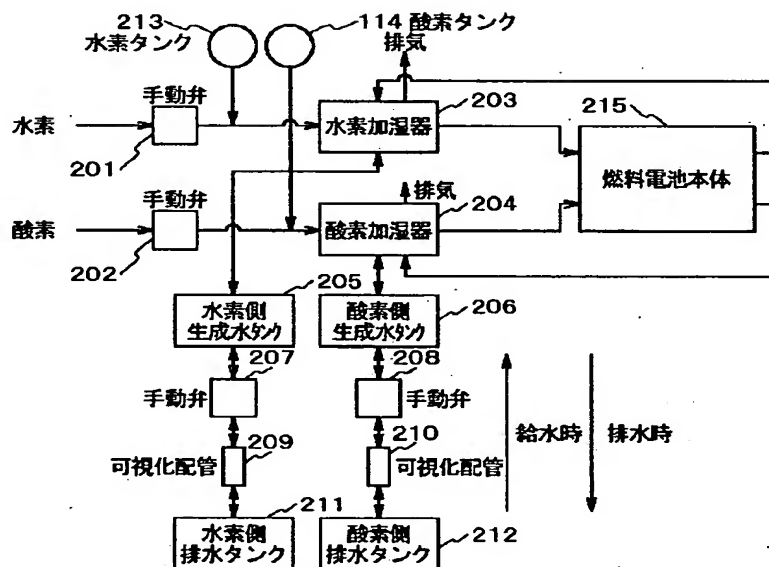 213
水素タンク
114 酸素タンク
排気
手動弁
水素
201
水素加湿器
203
215
燃料電池本体
手動弁
酸素
202
排気
酸素加湿器
204
205
水素側
生成水タンク
酸素側
生成水タンク
206
207
手動弁
208
手動弁
209
可視化配管
210
可視化配管
給水時
排水時
211
水素側
排水タンク
酸素側
排水タンク
212